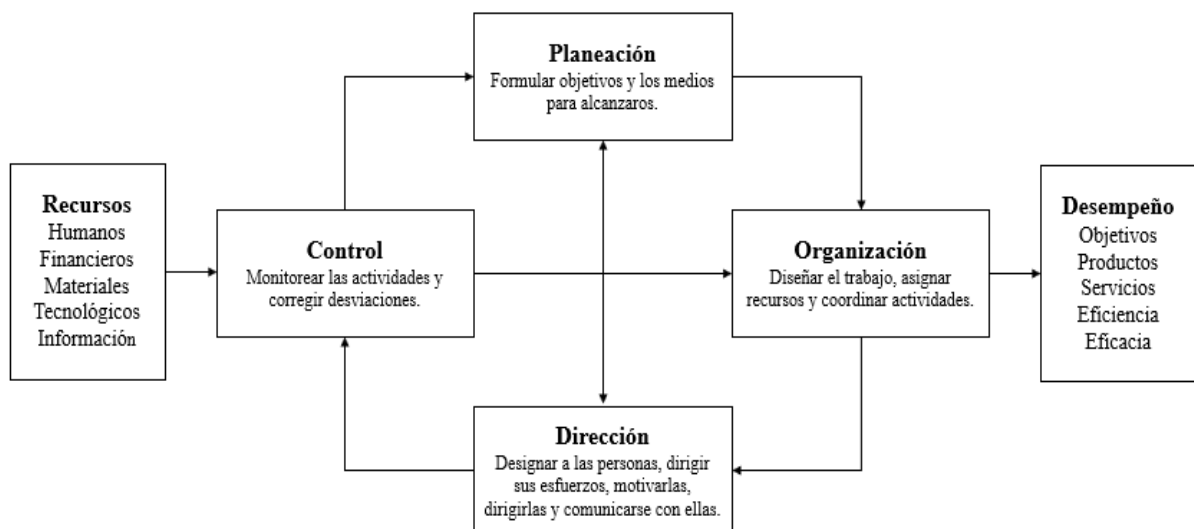 Planeación
Formular objetivos y los medios
para alcanzaros.
Recursos
Humanos
Financieros
Materiales
Tecnológicos
Información
Control
Monitorear las actividades y
corregir desviaciones.
Organización
Diseñar el trabajo, asignar
recursos y coordinar actividades.
Desempeño
Objetivos
Productos
Servicios
Eficiencia
Eficacia
Dirección
Designar a las personas, dirigir
sus esfuerzos, motivarlas,
dirigirlas y comunicarse con ellas.